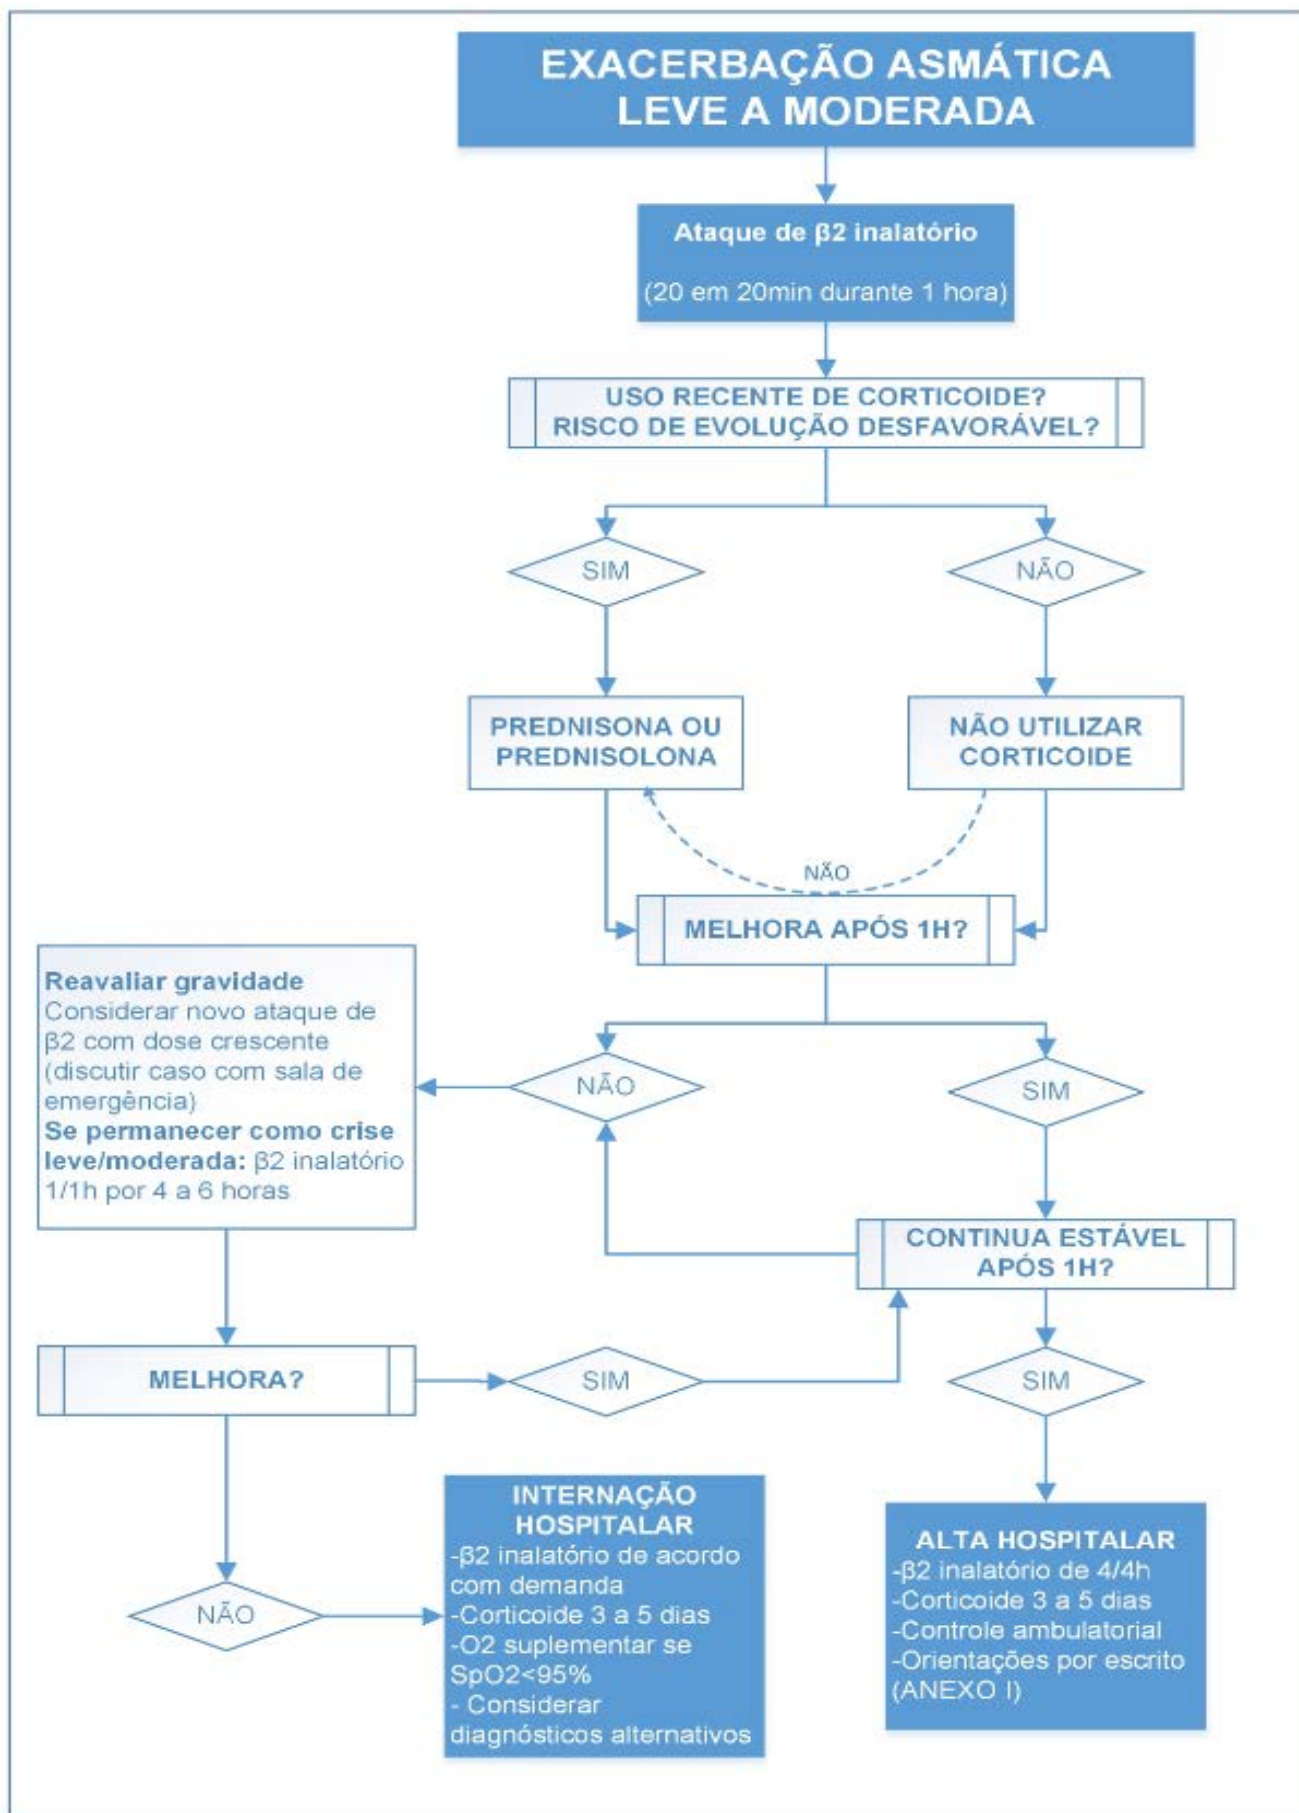 EXACERBAÇÃO ASMÁTICA
LEVE A MODERADA
Ataque de β2 inalatório
(20 em 20min durante 1 hora)
USO RECENTE DE CORTICOIDE?
RISCO DE EVOLUÇÃO DESFAVORÁVEL?
SIM
NÃO
PREDNISONA OU
PREDNISOLONA
NÃO UTILIZAR
CORTICOIDE
NÃO
MELHORA APÓS 1H?
Reavaliar gravidade
Considerar novo ataque de
β2 com dose crescente
(discutir caso com sala de
emergência)
Se permanecer como crise
leve/moderada: β2 inalatório
1/1h por 4 a 6 horas
NÃO
SIM
CONTINUA ESTÁVEL
APÓS 1H?
MELHORA?
SIM
SIM
NÃO
INTERNAÇÃO
HOSPITALAR
-β2 inalatório de acordo
com demanda
-Corticoide 3 a 5 dias
-O2 suplementar se
SpO2<95%
- Considerar
diagnósticos alternativos
ALTA HOSPITALAR
-β2 inalatório de 4/4h
-Corticoide 3 a 5 dias
-Controle ambulatorial
-Orientações por escrito
(ANEXO I)